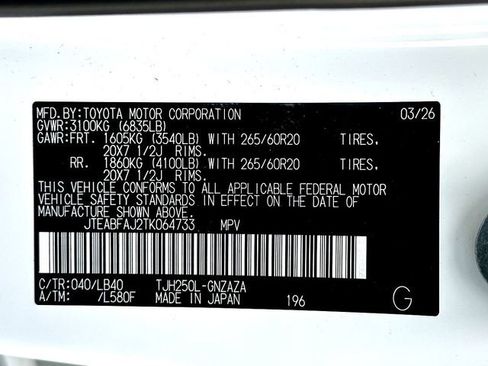 MFD.BY:TOYOTA MOTOR CORPORATION 03/26
GVWR:3100KG (6835LB)
GAWR:FRT. 1605KG (3540LB) WITH 265/60R20 TIRES,
20X7 1/2J RIMS.
RR. 1860KG (4100LB) WITH 265/60R20 TIRES,
20X7 1/2J RIMS.
THIS VEHICLE CONFORMS TO ALL APPLICABLE FEDERAL MOTOR
VEHICLE SAFETY STANDARDS IN EFFECT ON THE DATE OF
MANUFACTURE SHOWN ABOVE.
JTEABFAJ2TK064733 MPV
C/TR:040/LB40 TJH250L-GNZAZA
A/TM: /L580F MADE IN JAPAN 196 G